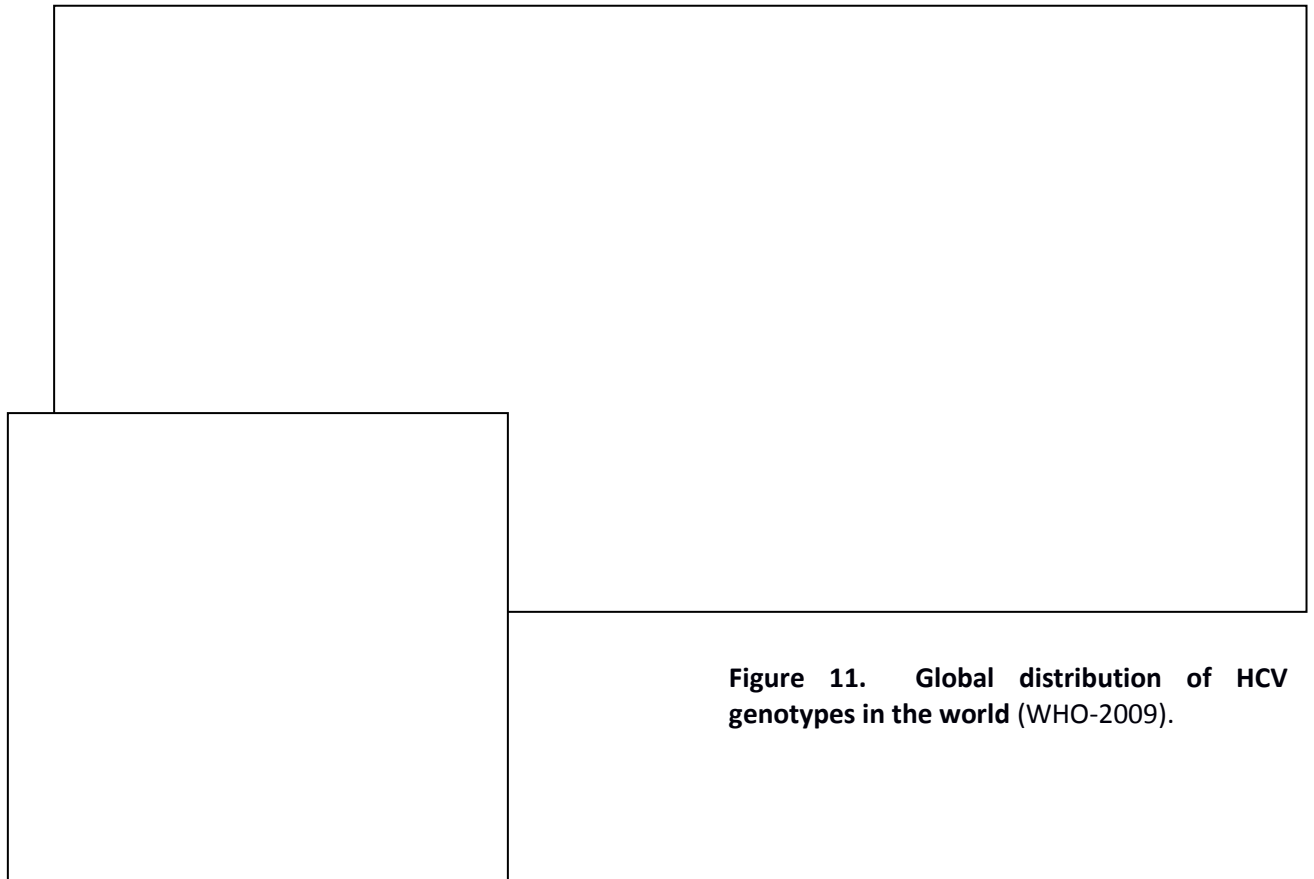 Figure 11. Global distribution of HCV
genotypes in the world (WHO-2009).